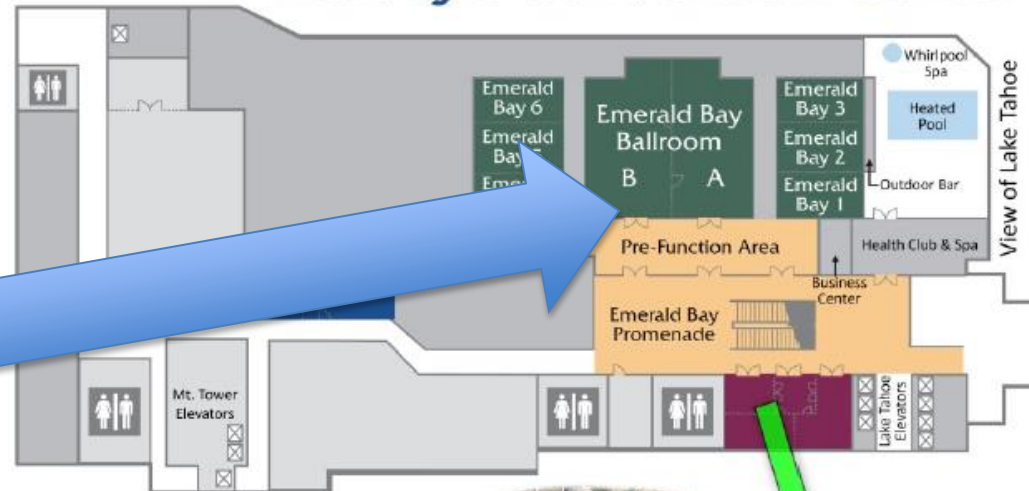 Whirlpool
Spa
Heated
Pool
View of Lake Tahoe
Emerald
Bay 6
Emerald
Bay
Emerald Bay
Ballroom
B A
Emerald
Bay 3
Emerald
Bay 2
Emerald
Bay 1
Outdoor Bar
Pre-Function Area
Health Club & Spa
Business
Center
Emerald Bay
Promenade
Mt. Tower
Elevators
Lake Tahoe
Elevators